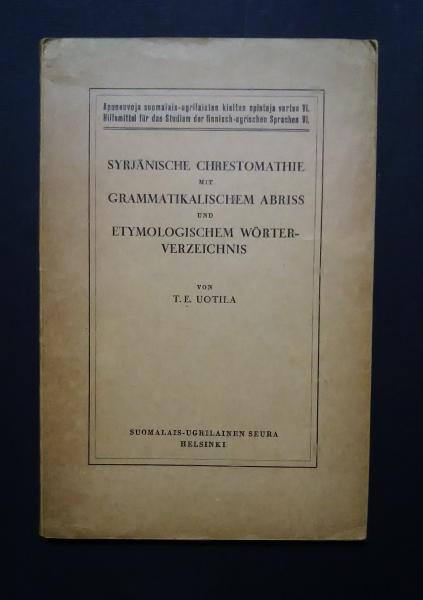 Apuneuvoja suomalais-ugrilaisten kielten opintoja varten VI.
Hilfsmittel für das Studium der finnisch-ugrischen Sprachen VI.
SYRJÄNISCHE CHRESTOMATHIE
MIT
GRAMMATIKALISCHEM ABRISS
UND
ETYMOLOGISCHEM WÖRTER-
VERZEICHNIS
VON
T. E. UOTILA
SUOMALAIS-UGRILAINEN SEURA
HELSINKI